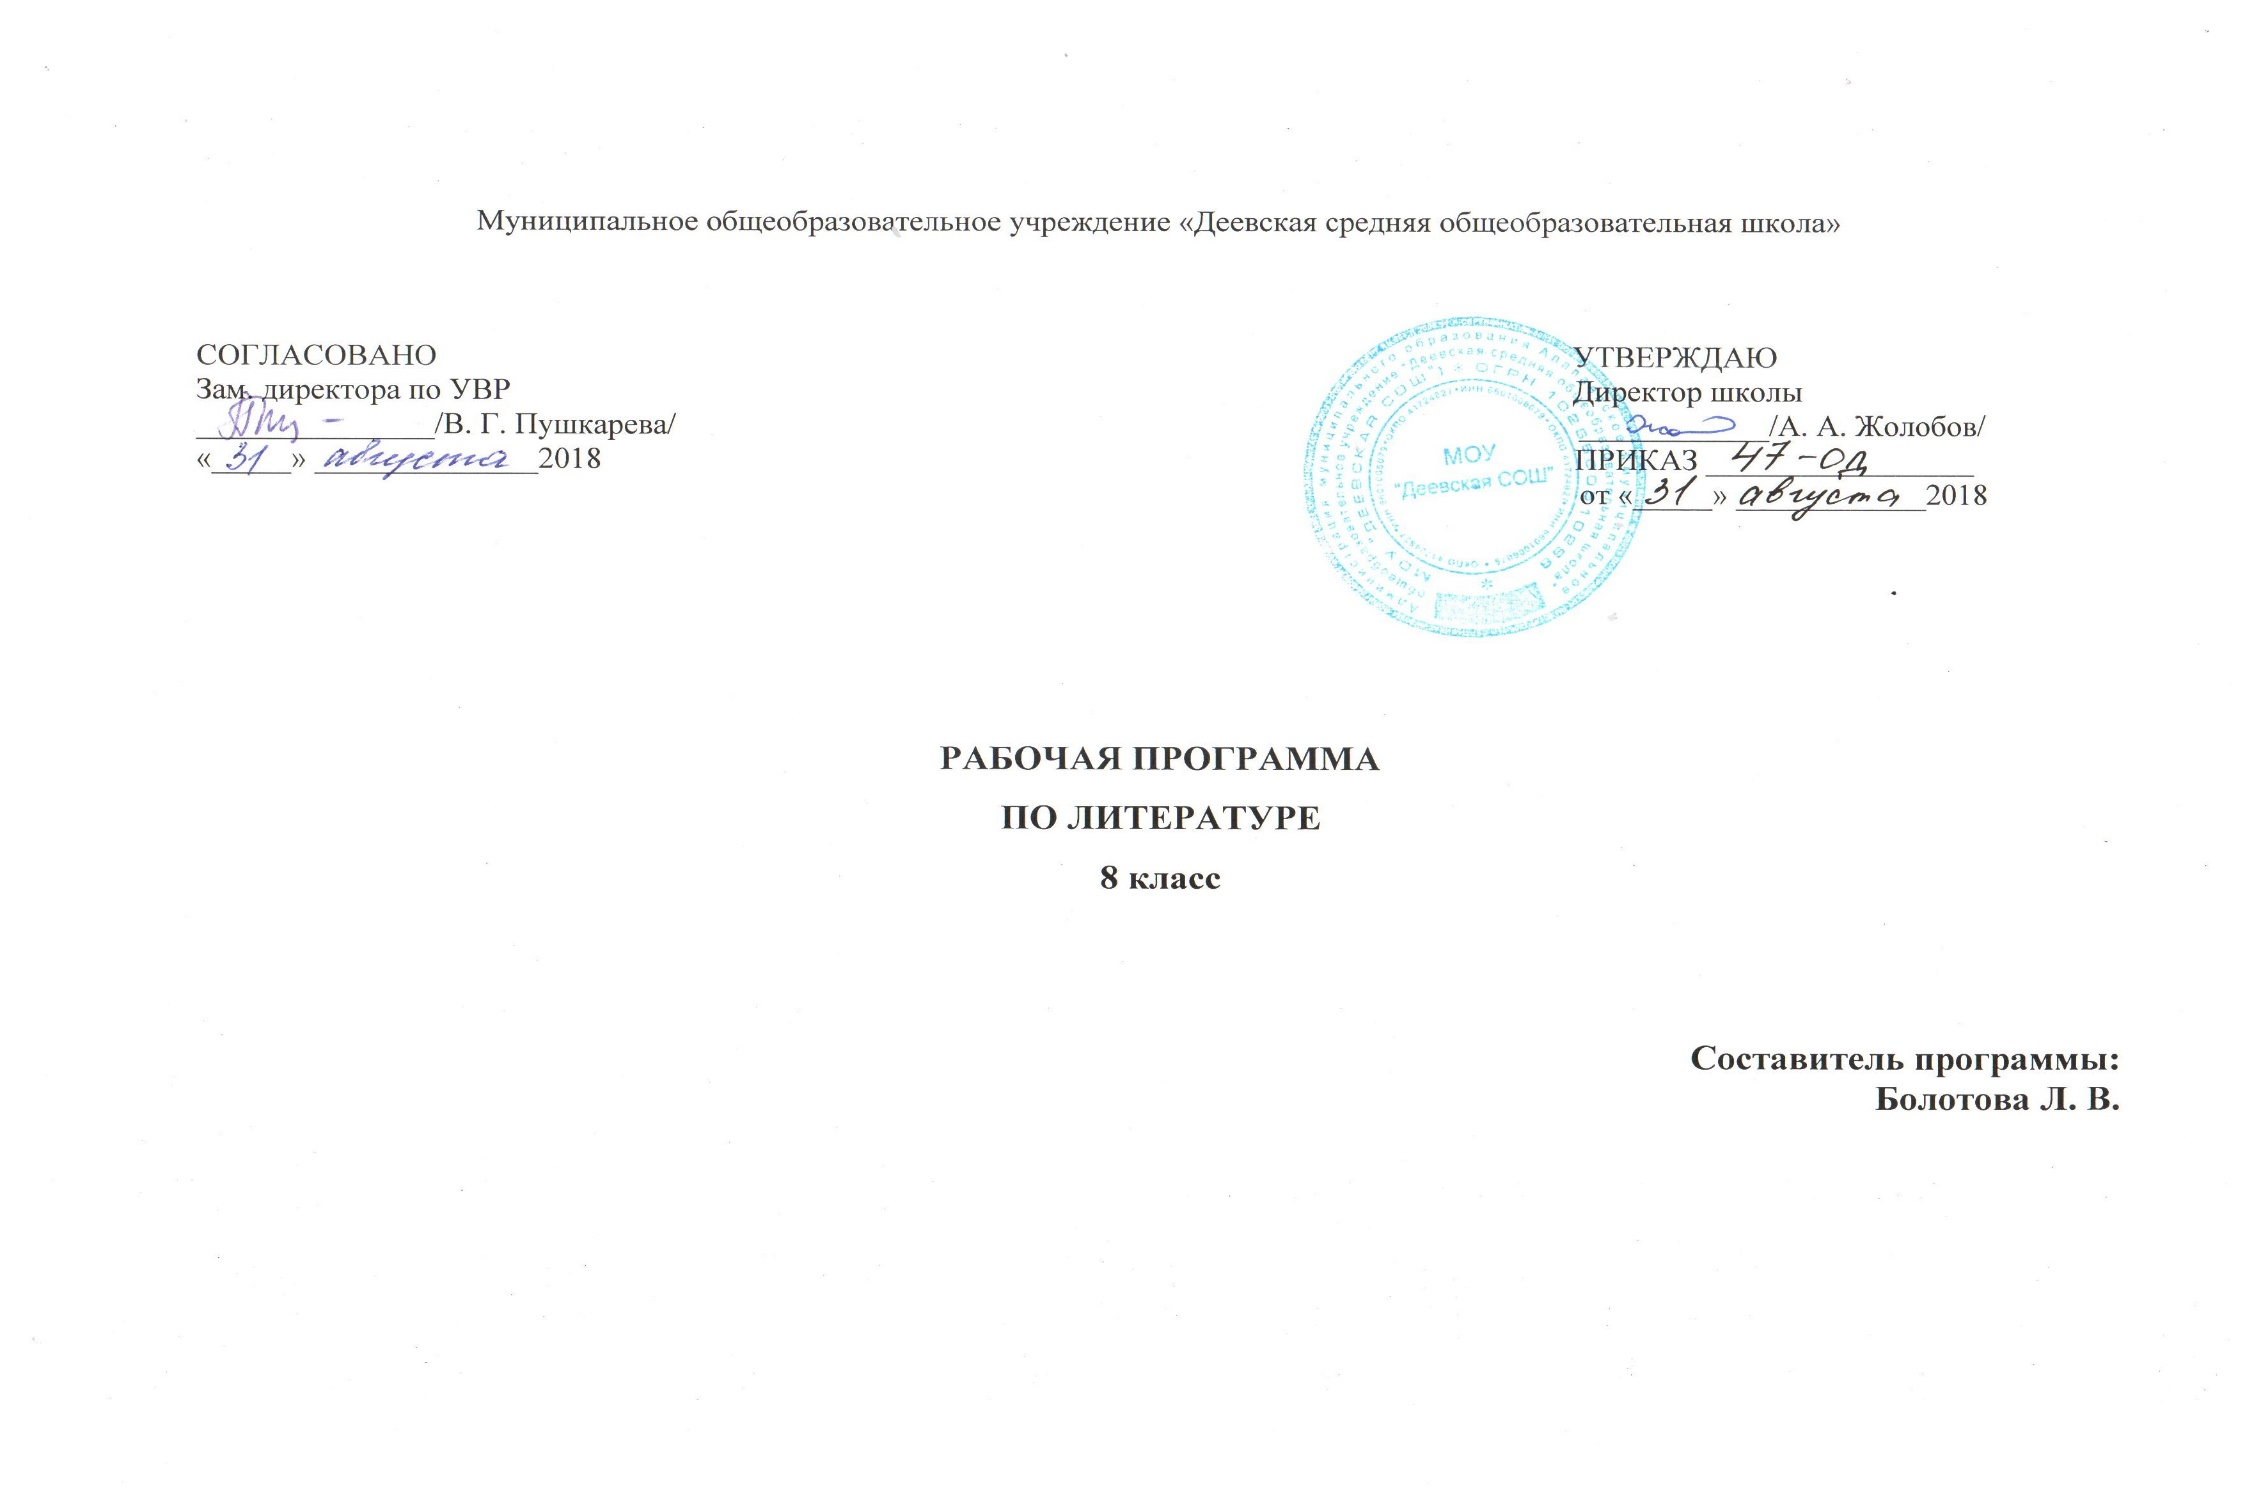 Муниципальное общеобразовательное учреждение «Деевская средняя общеобразовательная школа»
СОГЛАСОВАНО
Зам. директора по УВР
/В. Г. Пушкарева/
«31» августа 2018
УТВЕРЖДАЮ
Директор школы
/А. А. Жолобов/
ПРИКАЗ 47-од
от «31» августа 2018
МОУ
"Деевская СОШ"
РАБОЧАЯ ПРОГРАММА
ПО ЛИТЕРАТУРЕ
8 класс
Составитель программы:
Болотова Л. В.